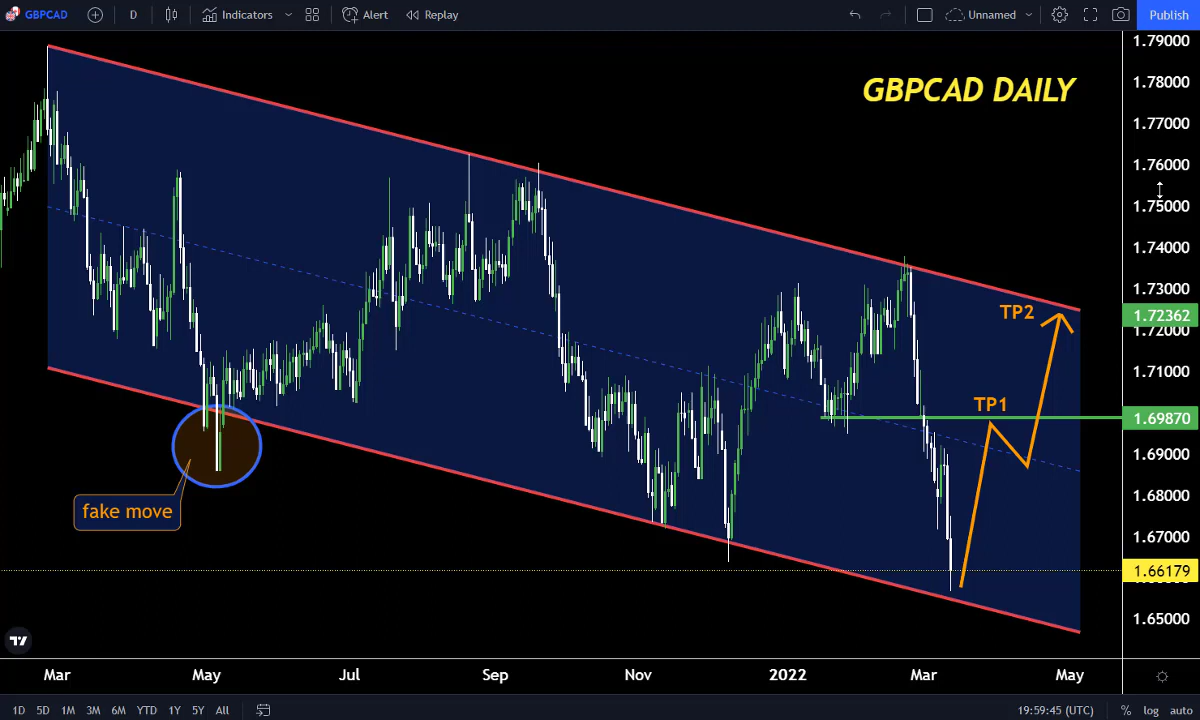 GBPCAD D Indicators Alert Replay Unnamed Publish
GBPCAD DAILY
1.79000
1.78000
1.77000
1.76000
1.75000
1.74000
1.73000
TP2
1.72362
1.72000
1.71000
TP1
1.69870
1.69000
fake move
1.68000
1.67000
1.66179
1.65000
Mar May Jul Sep Nov 2022 Mar May
1D 5D 1M 3M 6M YTD 1Y 5Y All 19:59:45 (UTC) % log auto